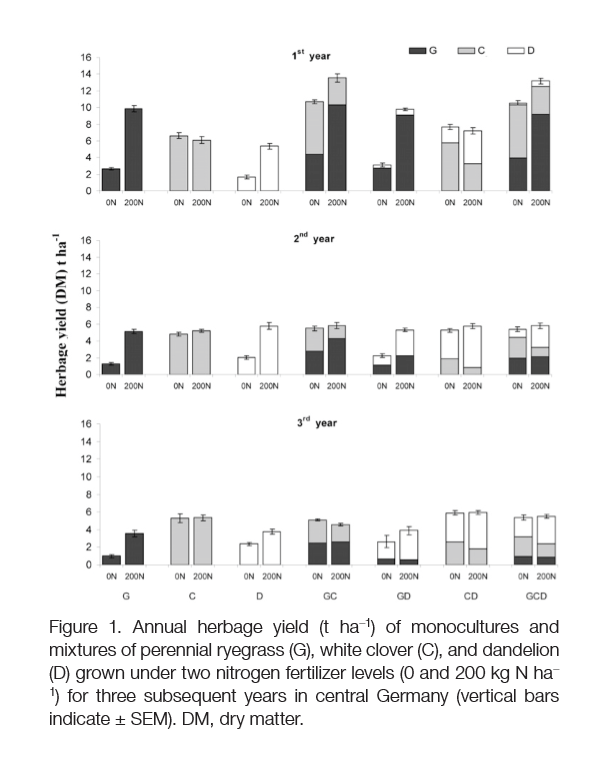 1st year
G C D
16
14
12
10
8
6
4
2
0
0N 200N 0N 200N 0N 200N 0N 200N 0N 200N 0N 200N 0N 200N
Herbage yield (DM) t ha-1
2nd year
16
14
12
10
8
6
4
2
0
0N 200N 0N 200N 0N 200N 0N 200N 0N 200N 0N 200N 0N 200N
3rd year
16
14
12
10
8
6
4
2
0
0N 200N 0N 200N 0N 200N 0N 200N 0N 200N 0N 200N 0N 200N
G C D GC GD CD GCD
Figure 1. Annual herbage yield (t ha–1) of monocultures and
mixtures of perennial ryegrass (G), white clover (C), and dandelion
(D) grown under two nitrogen fertilizer levels (0 and 200 kg N ha–
1) for three subsequent years in central Germany (vertical bars
indicate ± SEM). DM, dry matter.